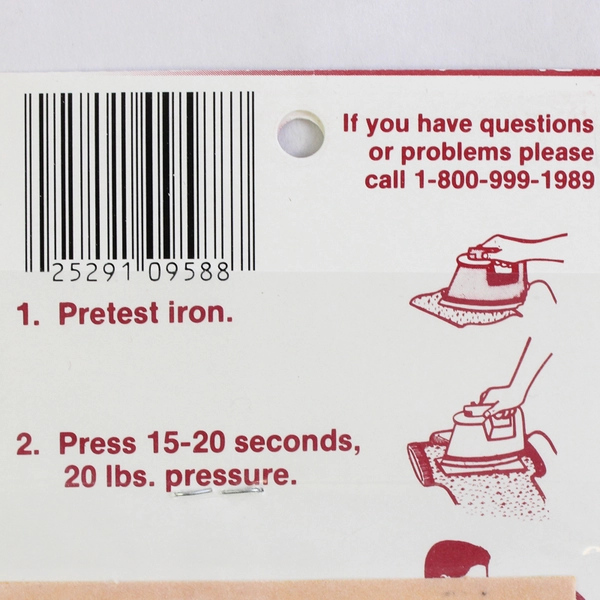 If you have questions
or problems please
call 1-800-999-1989
25291 09588
1. Pretest iron.
2. Press 15-20 seconds,
20 lbs. pressure.